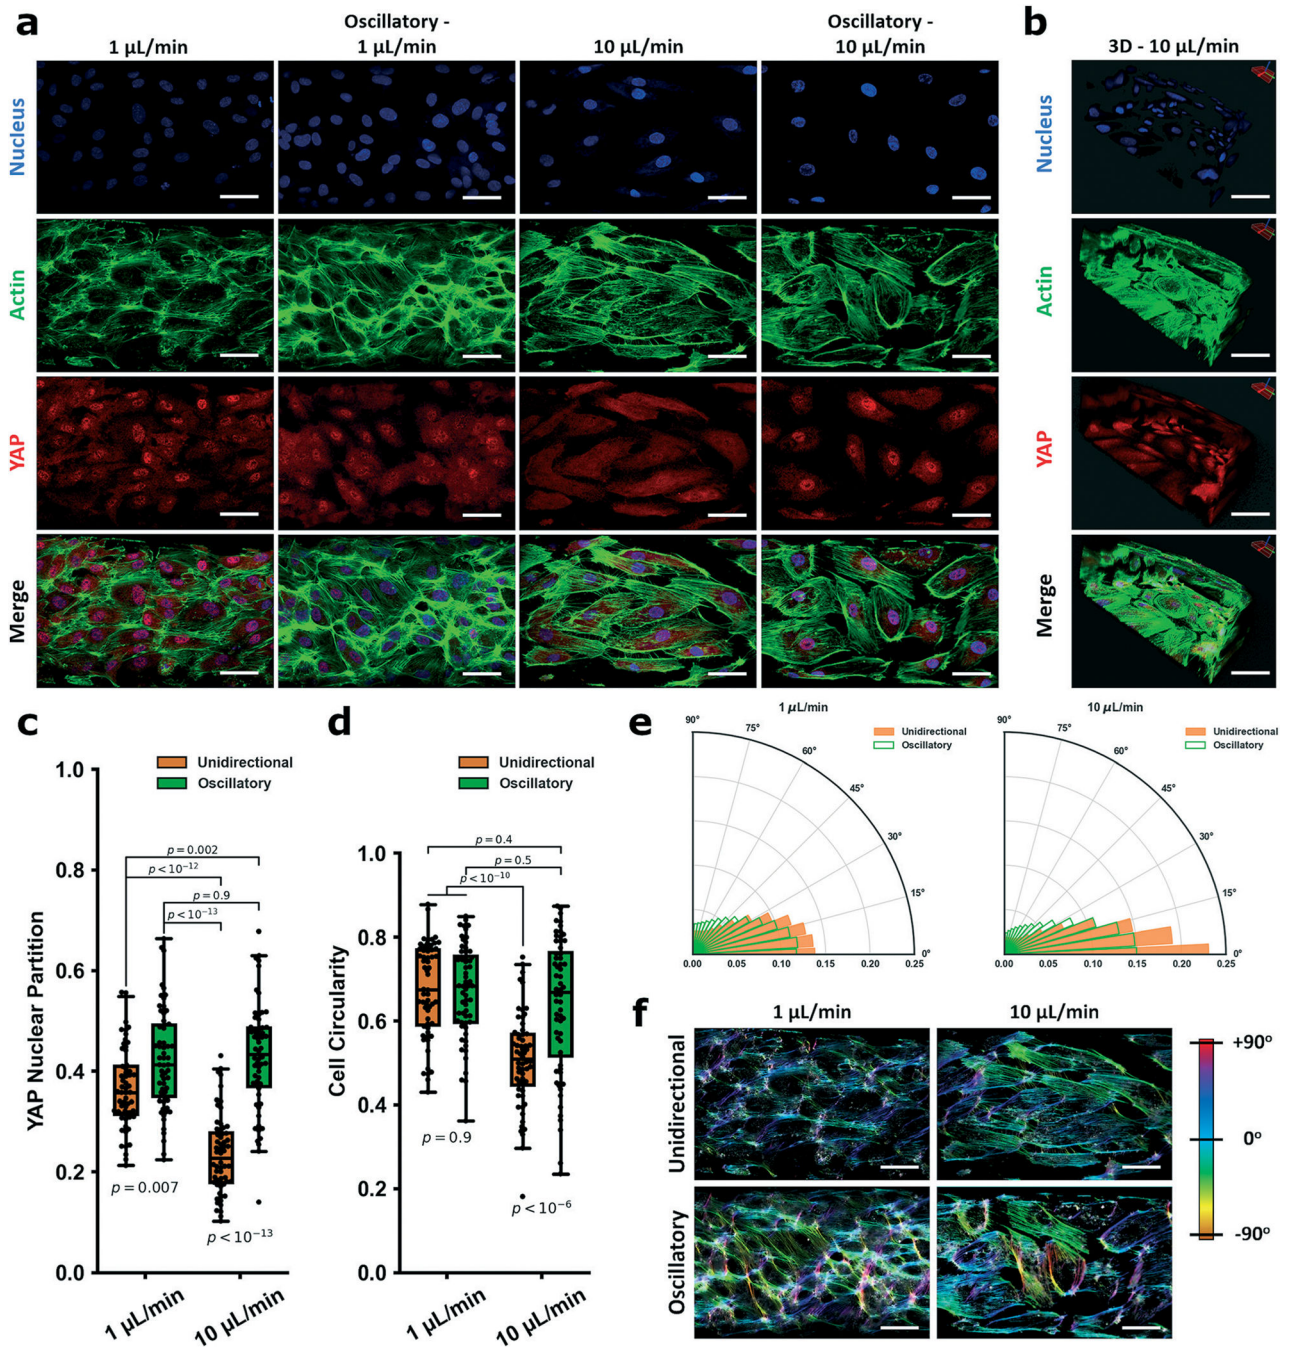 a
1 µL/min
Oscillatory -
1 µL/min
10 µL/min
Oscillatory -
10 µL/min
b
3D - 10 µL/min
Nucleus
Actin
YAP
Merge
Nucleus
Actin
YAP
Merge
c
Unidirectional
Oscillatory
YAP Nuclear Partition
1.0
0.8
0.6
0.4
0.2
0.0
p = 0.002
p < 10⁻¹²
p = 0.9
p < 10⁻¹³
p = 0.007
p < 10⁻¹³
1 µL/min
10 µL/min
d
Unidirectional
Oscillatory
Cell Circularity
1.0
0.8
0.6
0.4
0.2
0.0
p = 0.4
p = 0.5
p < 10⁻¹⁰
p = 0.9
p < 10⁻⁶
1 µL/min
10 µL/min
e
1 µL/min
Unidirectional
Oscillatory
90°
75°
60°
45°
30°
15°
0°
0.00 0.05 0.10 0.15 0.20 0.25
10 µL/min
Unidirectional
Oscillatory
90°
75°
60°
45°
30°
15°
0°
0.00 0.05 0.10 0.15 0.20 0.25
f
1 µL/min
10 µL/min
Unidirectional
Oscillatory
+90°
0°
-90°